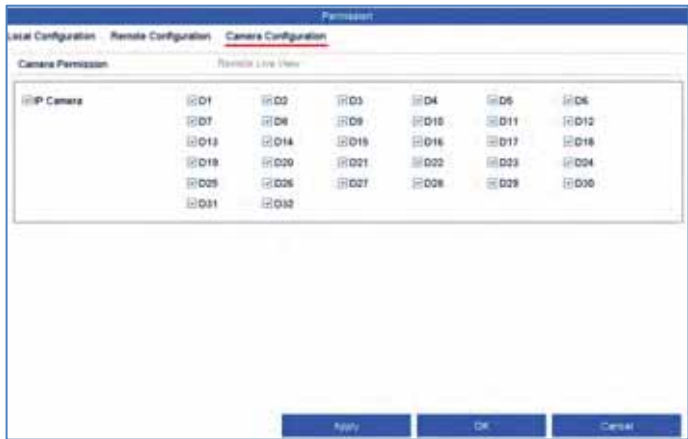 Permission
Local Configuration Remote Configuration Camera Configuration
Camera Permission Remote Live View
IP Camera D1 D2 D3 D4 D5 D6
D7 D8 D9 D10 D11 D12
D13 D14 D15 D16 D17 D18
D19 D20 D21 D22 D23 D24
D25 D26 D27 D28 D29 D30
D31 D32
Apply OK Cancel